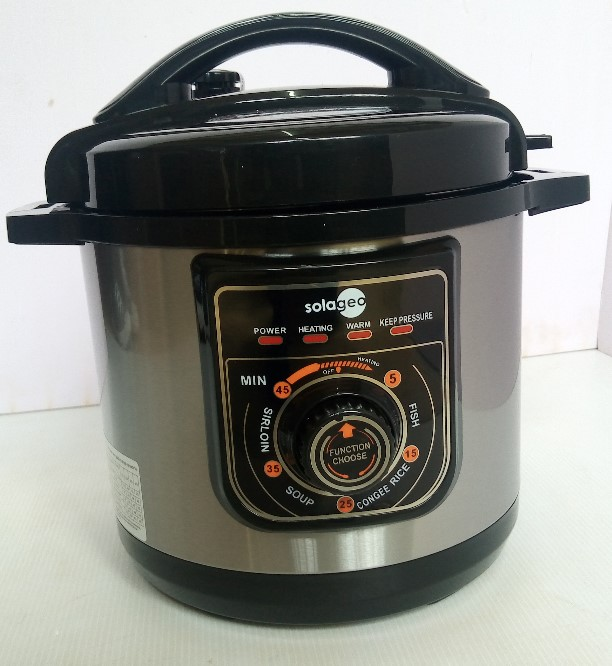 solageo
POWER HEATING WARM KEEP PRESSURE
HEATING
OFF
MIN 45 5
SIRLOIN FISH
FUNCTION
CHOOSE
35 15
SOUP 25 CONGEE RICE